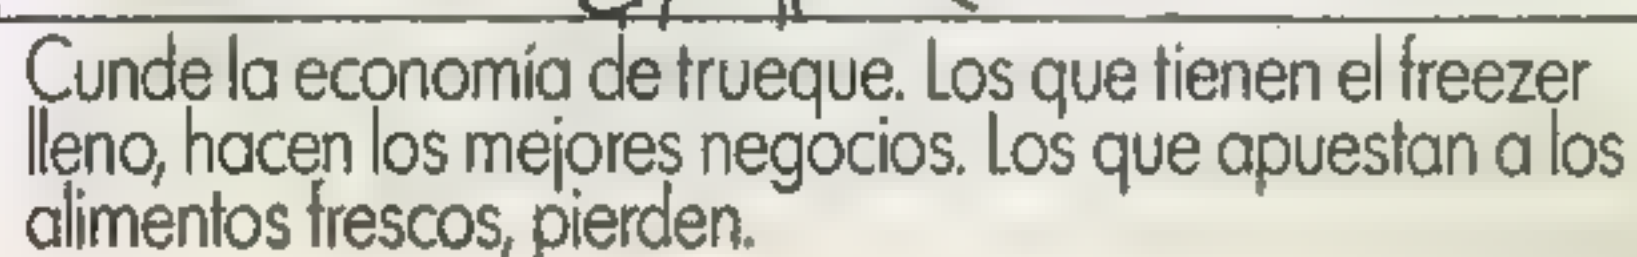 Cunde la economía de trueque. Los que tienen el freezer
lleno, hacen los mejores negocios. Los que apuestan a los
alimentos frescos, pierden.